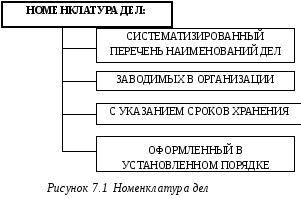 НОМЕНКЛАТУРА ДЕЛ:
СИСТЕМАТИЗИРОВАННЫЙ
ПЕРЕЧЕНЬ НАИМЕНОВАНИЙ ДЕЛ
ЗАВОДИМЫХ В ОРГАНИЗАЦИИ
С УКАЗАНИЕМ СРОКОВ ХРАНЕНИЯ
ОФОРМЛЕННЫЙ В
УСТАНОВЛЕННОМ ПОРЯДКЕ
Рисунок 7.1 Номенклатура дел